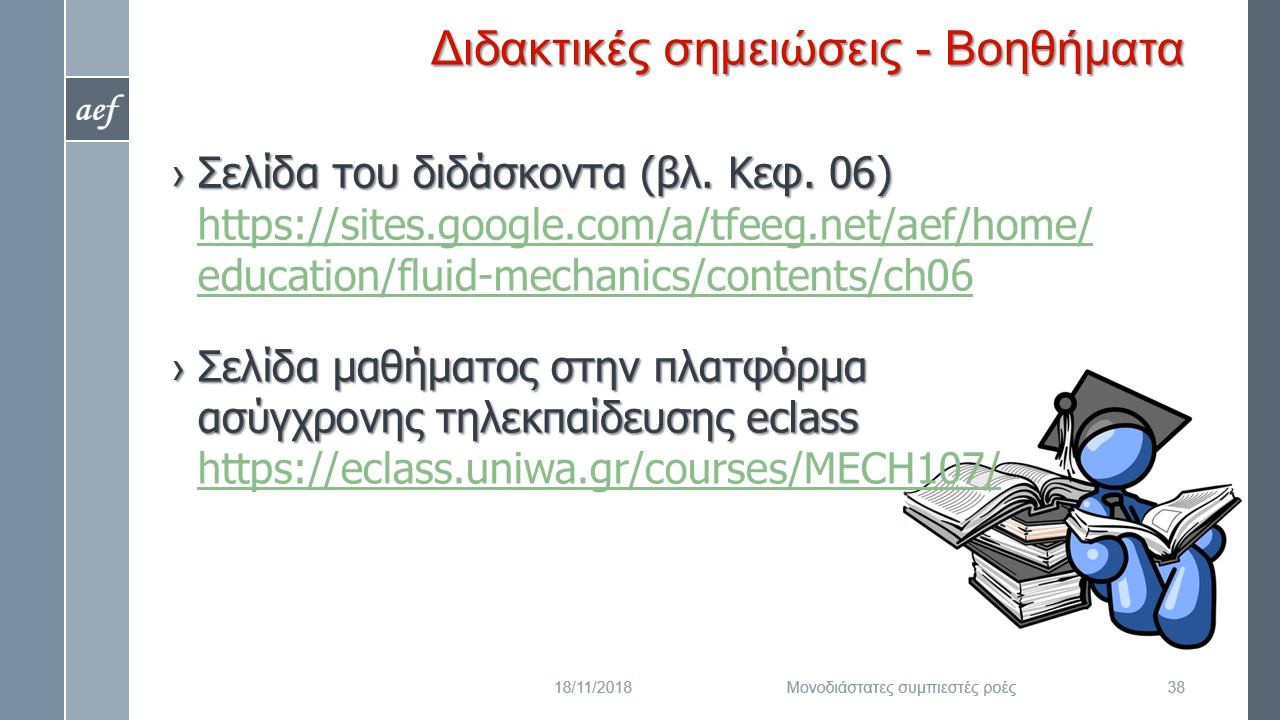 Διδακτικές σημειώσεις - Βοηθήματα
aef
› Σελίδα του διδάσκοντα (βλ. Κεφ. 06)
https://sites.google.com/a/tfeeg.net/aef/home/
education/fluid-mechanics/contents/ch06
› Σελίδα μαθήματος στην πλατφόρμα
ασύγχρονης τηλεκπαίδευσης eclass
https://eclass.uniwa.gr/courses/MECH107/
18/11/2018 Μονοδιάστατες συμπιεστές ροές 38